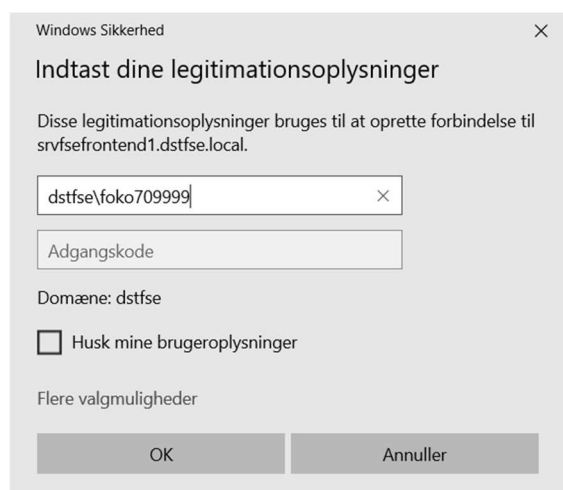 Windows Sikkerhed
Indtast dine legitimationsoplysninger
Disse legitimationsoplysninger bruges til at oprette forbindelse til
srvfsefrontend1.dstfse.local.
dstfse\foko709999
Adgangskode
Domæne: dstfse
Husk mine brugeroplysninger
Flere valgmuligheder
OK
Annuller